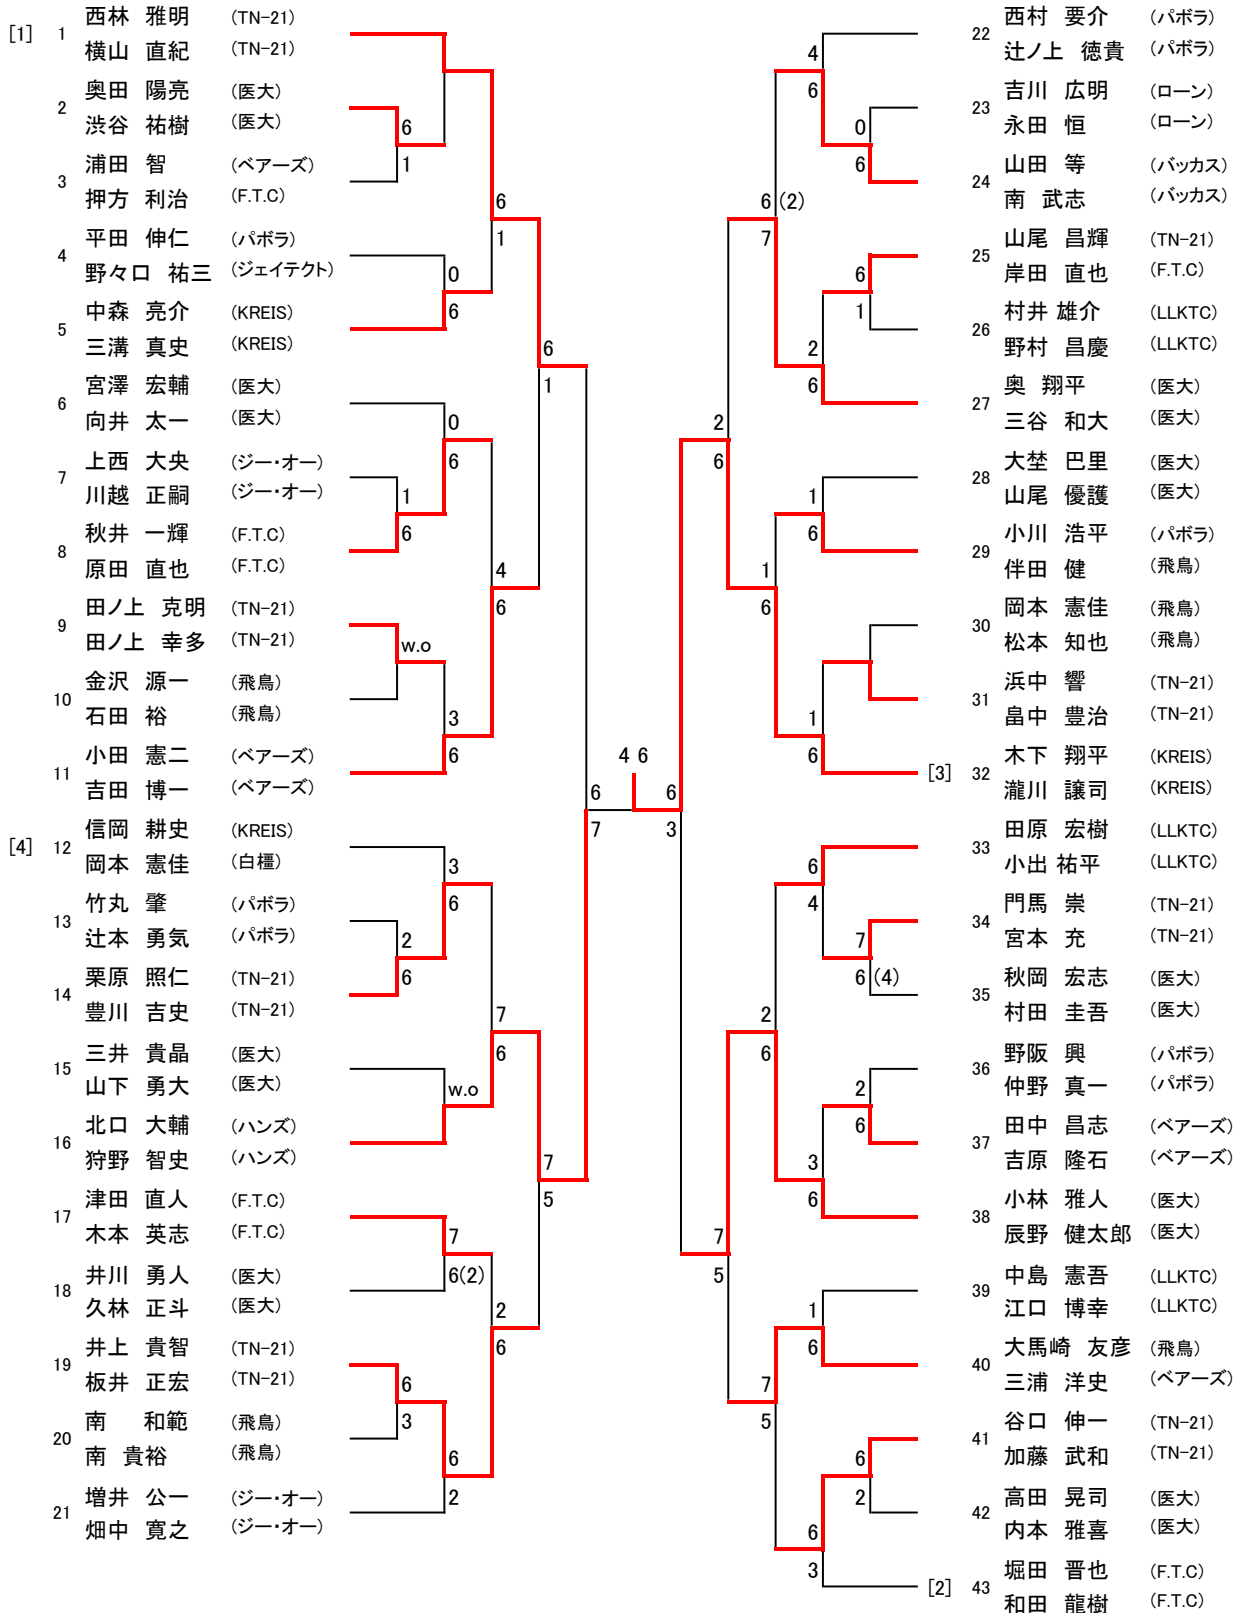 [1] 1 西林 雅明 (TN-21)
横山 直紀 (TN-21)
2 奥田 陽亮 (医大)
渋谷 祐樹 (医大)
6
1
3 浦田 智 (ベアーズ)
押方 利治 (F.T.C)
6
1
4 平田 伸仁 (パボラ)
野々口 祐三 (ジェイテクト)
0
6
5 中森 亮介 (KREIS)
三溝 真史 (KREIS)
6
1
6 宮澤 宏輔 (医大)
向井 太一 (医大)
0
6
7 上西 大央 (ジー・オー)
川越 正嗣 (ジー・オー)
1
6
8 秋井 一輝 (F.T.C)
原田 直也 (F.T.C)
4
6
9 田ノ上 克明 (TN-21)
田ノ上 幸多 (TN-21)
w.o
10 金沢 源一 (飛鳥)
石田 裕 (飛鳥)
3
6
11 小田 憲二 (ベアーズ)
吉田 博一 (ベアーズ)
6
7
[4] 12 信岡 耕史 (KREIS)
岡本 憲佳 (白橿)
3
6
13 竹丸 肇 (パボラ)
辻本 勇気 (パボラ)
2
6
14 栗原 照仁 (TN-21)
豊川 吉史 (TN-21)
7
6
15 三井 貴晶 (医大)
山下 勇大 (医大)
w.o
16 北口 大輔 (ハンズ)
狩野 智史 (ハンズ)
7
5
17 津田 直人 (F.T.C)
木本 英志 (F.T.C)
7
6(2)
18 井川 勇人 (医大)
久林 正斗 (医大)
2
6
19 井上 貴智 (TN-21)
板井 正宏 (TN-21)
6
3
20 南 和範 (飛鳥)
南 貴裕 (飛鳥)
6
2
21 増井 公一 (ジー・オー)
畑中 寛之 (ジー・オー)
4 6
22 西村 要介 (パボラ)
辻ノ上 徳貴 (パボラ)
4
6
23 吉川 広明 (ローン)
永田 恒 (ローン)
0
6
24 山田 等 (バッカス)
南 武志 (バッカス)
6 (2)
7
25 山尾 昌輝 (TN-21)
岸田 直也 (F.T.C)
6
1
26 村井 雄介 (LLKTC)
野村 昌慶 (LLKTC)
2
6
27 奥 翔平 (医大)
三谷 和大 (医大)
2
6
28 大埜 巴里 (医大)
山尾 優護 (医大)
1
6
29 小川 浩平 (パボラ)
伴田 健 (飛鳥)
1
6
30 岡本 憲佳 (飛鳥)
松本 知也 (飛鳥)
31 浜中 響 (TN-21)
畠中 豊治 (TN-21)
1
6
[3] 32 木下 翔平 (KREIS)
瀧川 譲司 (KREIS)
6
3
33 田原 宏樹 (LLKTC)
小出 祐平 (LLKTC)
6
4
34 門馬 崇 (TN-21)
宮本 充 (TN-21)
7
6 (4)
35 秋岡 宏志 (医大)
村田 圭吾 (医大)
2
6
36 野阪 興 (パボラ)
仲野 真一 (パボラ)
2
6
37 田中 昌志 (ベアーズ)
吉原 隆石 (ベアーズ)
3
6
38 小林 雅人 (医大)
辰野 健太郎 (医大)
7
5
39 中島 憲吾 (LLKTC)
江口 博幸 (LLKTC)
1
6
40 大馬崎 友彦 (飛鳥)
三浦 洋史 (ベアーズ)
7
5
41 谷口 伸一 (TN-21)
加藤 武和 (TN-21)
6
2
42 高田 晃司 (医大)
内本 雅喜 (医大)
6
3
[2] 43 堀田 晋也 (F.T.C)
和田 龍樹 (F.T.C)